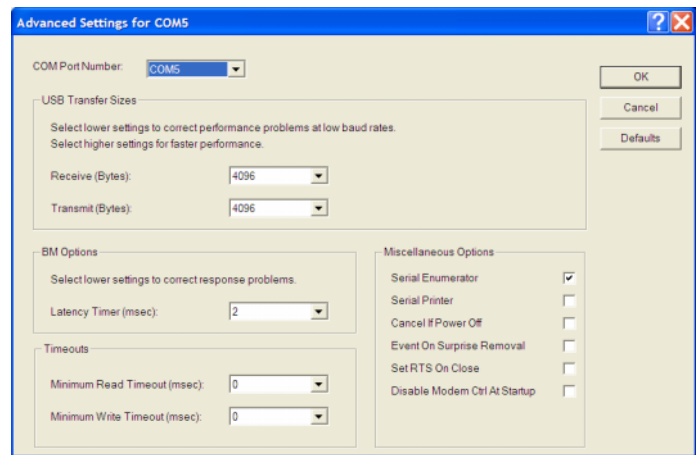 Advanced Settings for COM5
COM Port Number: COM5
OK
USB Transfer Sizes
Cancel
Select lower settings to correct performance problems at low baud rates.
Defaults
Select higher settings for faster performance.
Receive (Bytes): 4096
Transmit (Bytes): 4096
BM Options
Select lower settings to correct response problems.
Latency Timer (msec): 2
Timeouts
Minimum Read Timeout (msec): 0
Minimum Write Timeout (msec): 0
Miscellaneous Options
Serial Enumerator
Serial Printer
Cancel If Power Off
Event On Surprise Removal
Set RTS On Close
Disable Modem Ctrl At Startup